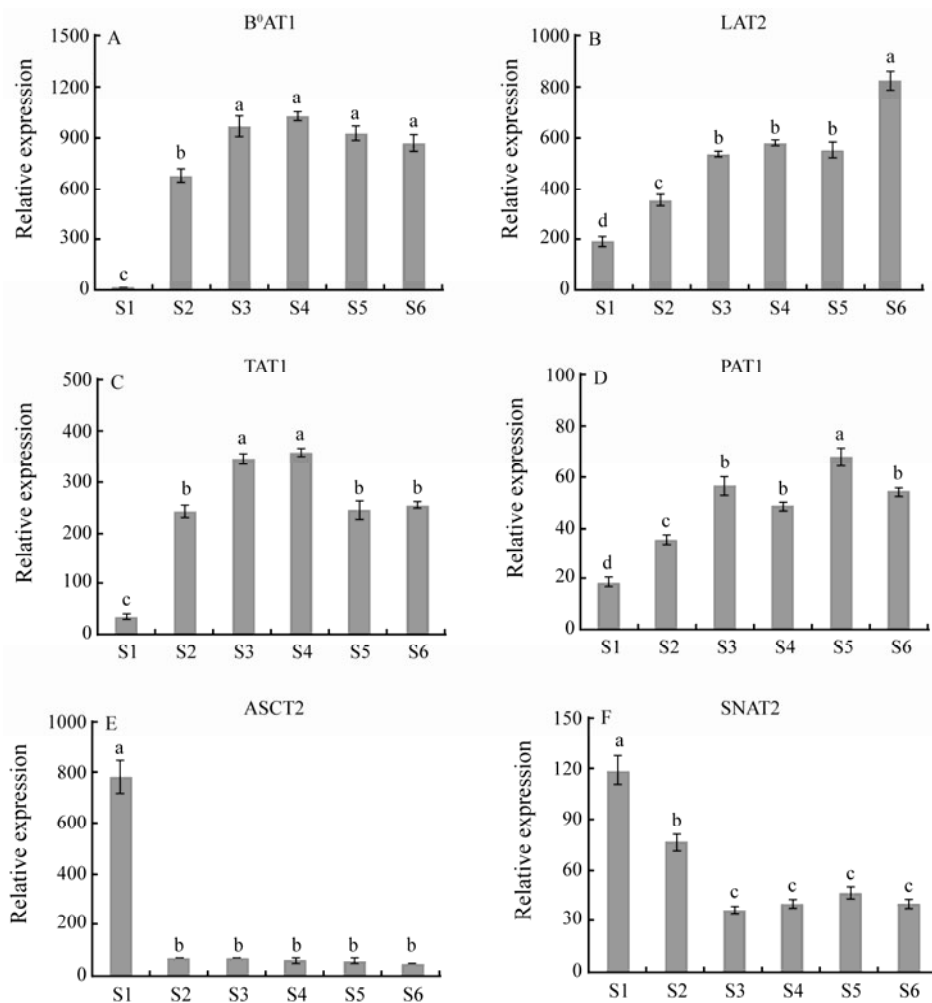 B⁰AT1
A
Relative expression
1500
1200
900
600
300
0
c
b
a
a
a
a
S1 S2 S3 S4 S5 S6
LAT2
B
Relative expression
1000
800
600
400
200
0
d
c
b
b
b
a
S1 S2 S3 S4 S5 S6
TAT1
C
Relative expression
500
400
300
200
100
0
c
b
a
a
b
b
S1 S2 S3 S4 S5 S6
PAT1
D
Relative expression
100
80
60
40
20
0
d
c
b
b
a
b
S1 S2 S3 S4 S5 S6
ASCT2
E
Relative expression
1000
800
600
400
200
0
a
b
b
b
b
b
S1 S2 S3 S4 S5 S6
SNAT2
F
Relative expression
150
120
90
60
30
0
a
b
c
c
c
c
S1 S2 S3 S4 S5 S6